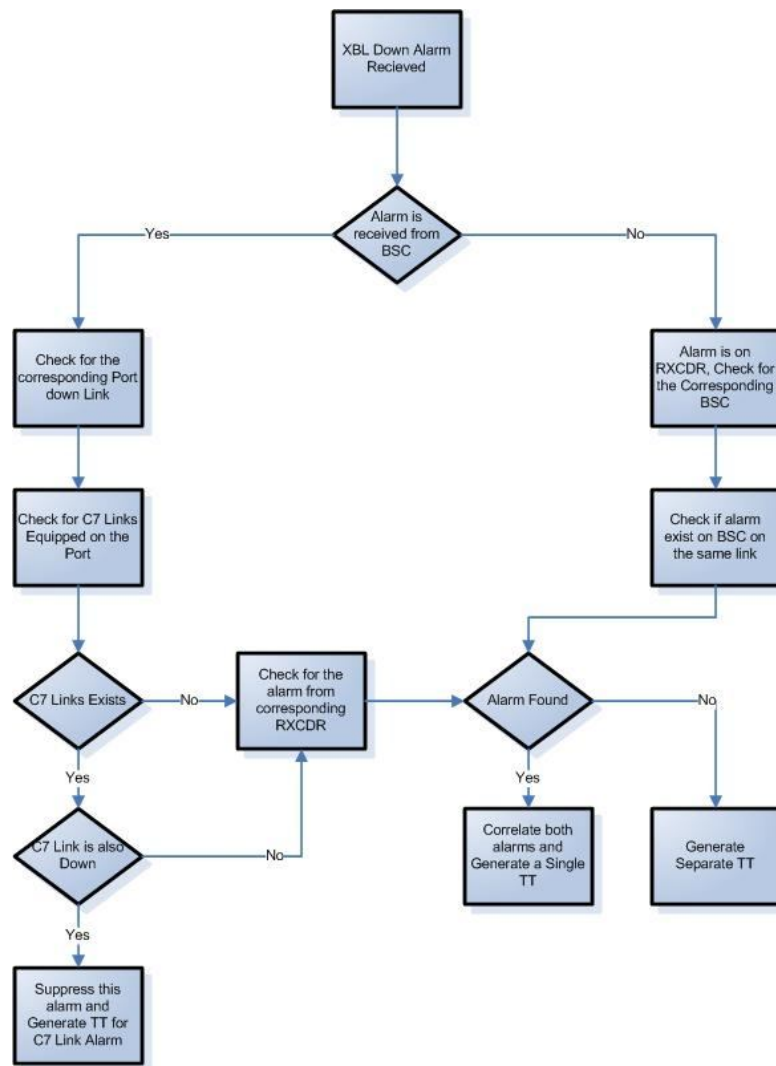 XBL Down Alarm
Recieved
Alarm is
received from
BSC
Yes
No
Check for the
corresponding Port
down Link
Alarm is on
RXCDR, Check for
the Corresponding
BSC
Check for C7 Links
Equipped on the
Port
Check if alarm
exist on BSC on
the same link
C7 Links Exists
No
Check for the
alarm from
corresponding
RXCDR
Alarm Found
No
Yes
Yes
C7 Link is also
Down
No
Correlate both
alarms and
Generate a Single
TT
Generate
Separate TT
Yes
Suppress this
alarm and
Generate TT for
C7 Link Alarm